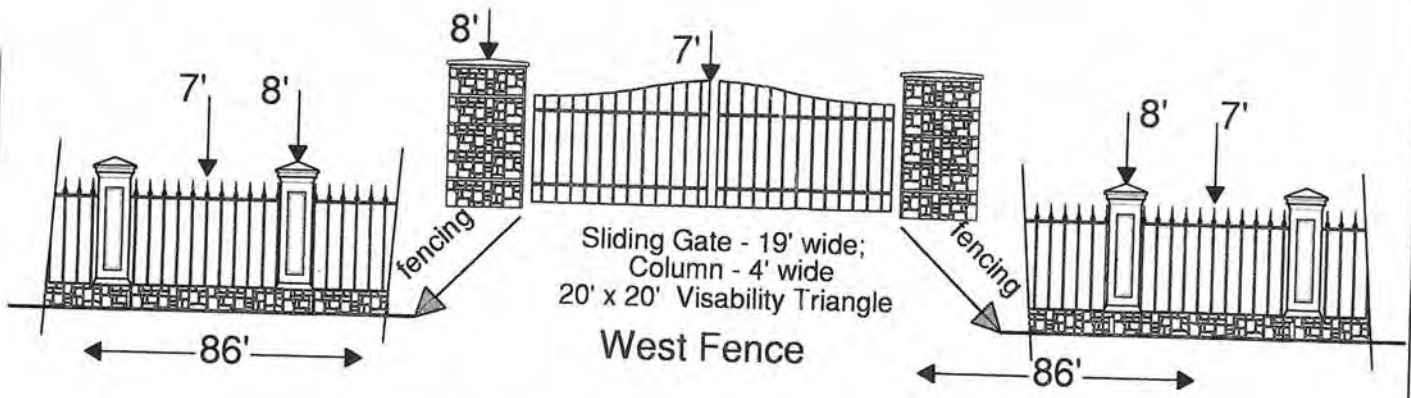 8'
7'
7'
8'
8'
7'
fencing
fencing
Sliding Gate - 19' wide;
Column - 4' wide
20' x 20' Visability Triangle
West Fence
86'
86'